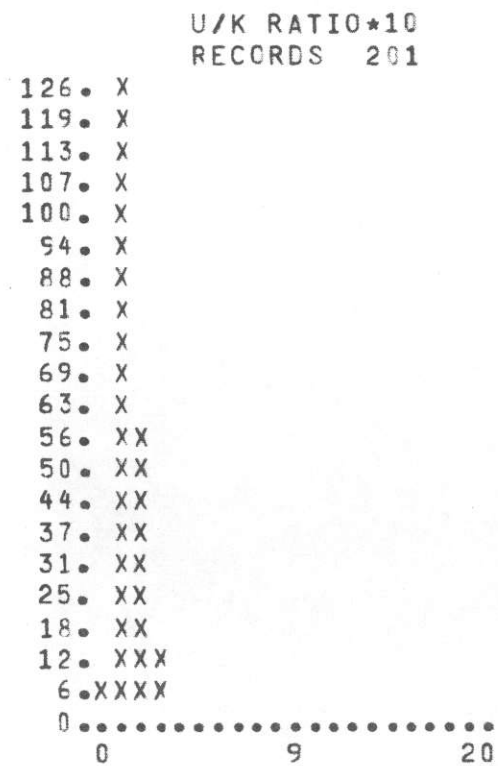 U/K RATIO*10
RECORDS 201
126. X
119. X
113. X
107. X
100. X
94. X
88. X
81. X
75. X
69. X
63. X
56. XX
50. XX
44. XX
37. XX
31. XX
25. XX
18. XX
12. XXX
6.XXXX
0.......................
0 9 20